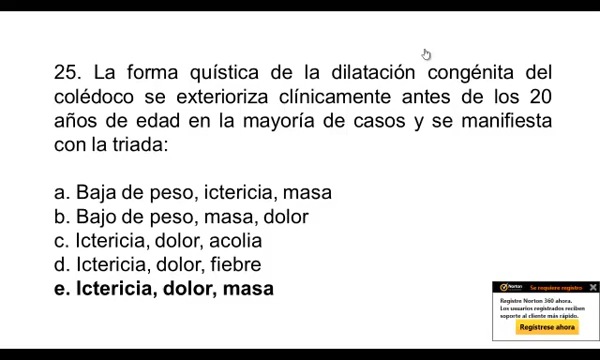 25. La forma quística de la dilatación congénita del
colédoco se exterioriza clínicamente antes de los 20
años de edad en la mayoría de casos y se manifiesta
con la triada:
a. Baja de peso, ictericia, masa
b. Bajo de peso, masa, dolor
c. Ictericia, dolor, acolia
d. Ictericia, dolor, fiebre
e. Ictericia, dolor, masa
Norton
Se requiere registro
Registre Norton 360 ahora.
Los usuarios registrados reciben
soporte al cliente más rápido.
Regístrese ahora